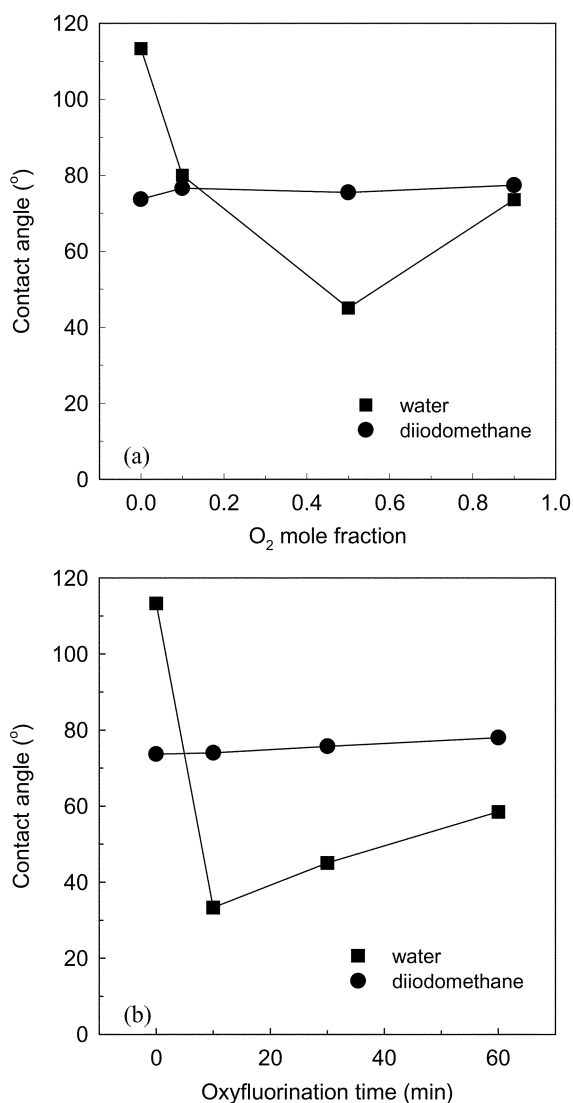 120
100
80
60
40
20
0
Contact angle (°)
water
diiodomethane
(a)
0.0 0.2 0.4 0.6 0.8 1.0
O₂ mole fraction
120
100
80
60
40
20
0
Contact angle (°)
water
diiodomethane
(b)
0 20 40 60
Oxyfluorination time (min)